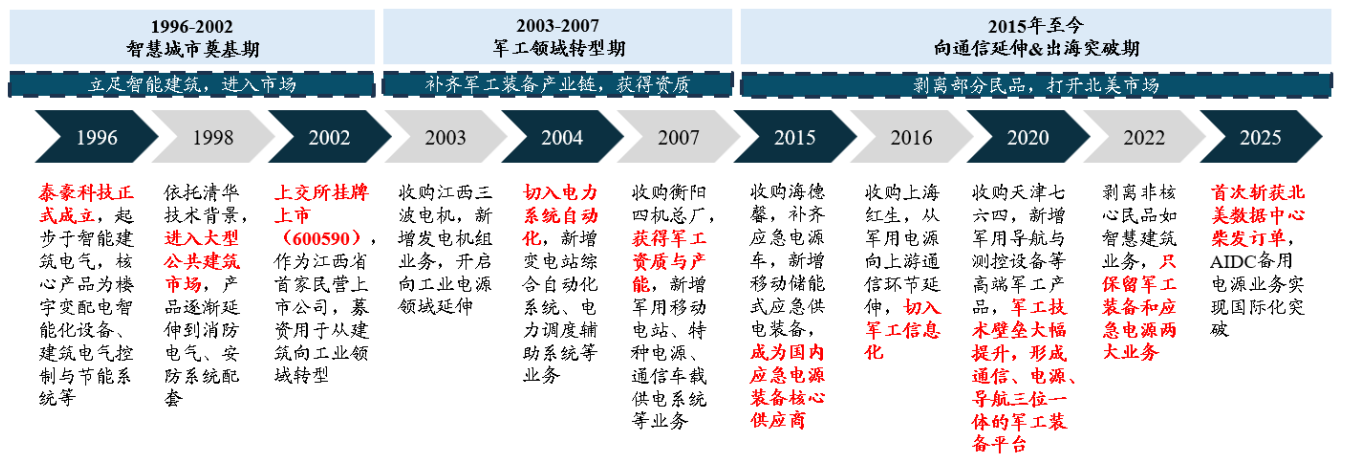 1996-2002
智慧城市奠基期
2003-2007
军工领域转型期
2015年至今
向通信延伸&出海突破期
立足智能建筑，进入市场
补齐军工装备产业链，获得资质
剥离部分民品，打开北美市场
1996
1998
2002
2003
2004
2007
2015
2016
2020
2022
2025
泰豪科技正
式成立，起
步于智能建
筑电气，核
心产品为楼
宇变配电智
能化设备、
建筑电气控
制与节能系
统等
依托清华
技术背景，
进入大型
公共建筑
市场，产
品逐渐延
伸到消防
电气、安
防系统配
套
上交所挂牌
上市
（600590），
作为江西省
首家民营上
市公司，募
资用于从建
筑向工业领
域转型
收购江西三
波电机，新
增发电机组
业务，开启
向工业电源
领域延伸
切入电力
系统自动
化，新增
变电站综
合自动化
系统、电
力调度辅
助系统等
业务
收购衡阳
四机总厂，
获得军工
资质与产
能，新增
军用移动
电站、特
种电源、
通信车载
供电系统
等业务
收购海德
馨，补齐
应急电源
车，新增
移动储能
式应急供
电装备，
成为国内
应急电源
装备核心
供应商
收购上海
红生，从
军用电源
向上游通
信环节延
伸，切入
军工信息
化
收购天津七
六四，新增
军用导航与
测控设备等
高端军工产
品，军工技
术壁垒大幅
提升，形成
通信、电源、
导航三位一
体的军工装
备平台
剥离非核
心民品如
智慧建筑
业务，只
保留军工
装备和应
急电源两
大业务
首次斩获北
美数据中心
柴发订单，
AIDC备用
电源业务实
现国际化突
破